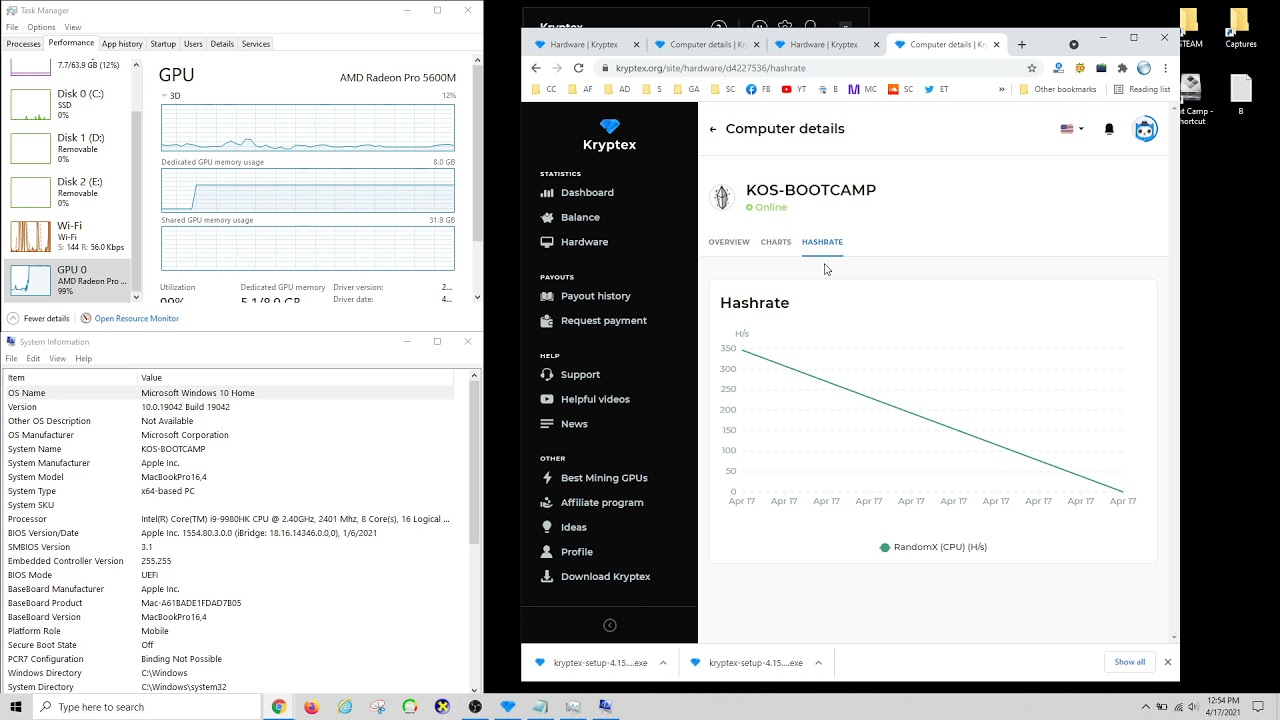 Task Manager
File Options View
Processes Performance App history Startup Users Details Services
7.7/63.9 GB (12%)
Disk 0 (C:)
SSD
0%
Disk 1 (D:)
Removable
0%
Disk 2 (E:)
Removable
0%
Wi-Fi
Wi-Fi
S: 144 R: 56.0 Kbps
GPU 0
AMD Radeon Pro ...
99%
GPU
AMD Radeon Pro 5600M
3D
12%
Dedicated GPU memory usage
8.0 GB
Shared GPU memory usage
31.9 GB
Utilization
Dedicated GPU memory
Driver version:
2...
99%
5.1/8.0 GB
Driver date:
4...
Fewer details
Open Resource Monitor
System Information
File Edit View Help
Item Value
OS Name Microsoft Windows 10 Home
Version 10.0.19042 Build 19042
Other OS Description Not Available
OS Manufacturer Microsoft Corporation
System Name KOS-BOOTCAMP
System Manufacturer Apple Inc.
System Model MacBookPro16,4
System Type x64-based PC
System SKU
Processor Intel(R) Core(TM) i9-9980HK CPU @ 2.40GHz, 2401 Mhz, 8 Core(s), 16 Logical ...
BIOS Version/Date Apple Inc. 1554.80.3.0.0 (iBridge: 18.16.14346.0.0,0), 1/6/2021
SMBIOS Version 3.1
Embedded Controller Version 255.255
BIOS Mode UEFI
BaseBoard Manufacturer Apple Inc.
BaseBoard Product Mac-A61BADE1FDAD7B05
BaseBoard Version MacBookPro16,4
Platform Role Mobile
Secure Boot State Off
PCR7 Configuration Binding Not Possible
Windows Directory C:\Windows
System Directory C:\Windows\system32
Kryptex
Hardware | Kryptex
Computer details | Kr
Hardware | Kryptex
Computer details | Kr
kryptex.org/site/hardware/d4227536/hashrate
CC AF AD S GA SC FB YT B MC SC ET » Other bookmarks Reading list
Kryptex
STATISTICS
Dashboard
Balance
Hardware
PAYOUTS
Payout history
Request payment
HELP
Support
Helpful videos
News
OTHER
Best Mining GPUs
Affiliate program
Ideas
Profile
Download Kryptex
Computer details
KOS-BOOTCAMP
Online
OVERVIEW CHARTS HASHRATE
Hashrate
H/s
350
300
250
200
150
100
50
0
Apr 17 Apr 17 Apr 17 Apr 17 Apr 17 Apr 17 Apr 17 Apr 17 Apr 17 Apr 17
RandomX (CPU) (H/s)
kryptex-setup-4.15....exe
kryptex-setup-4.15....exe
Show all
STEAM
Captures
t Camp -
hortcut
B
Type here to search
12:54 PM
4/17/2021